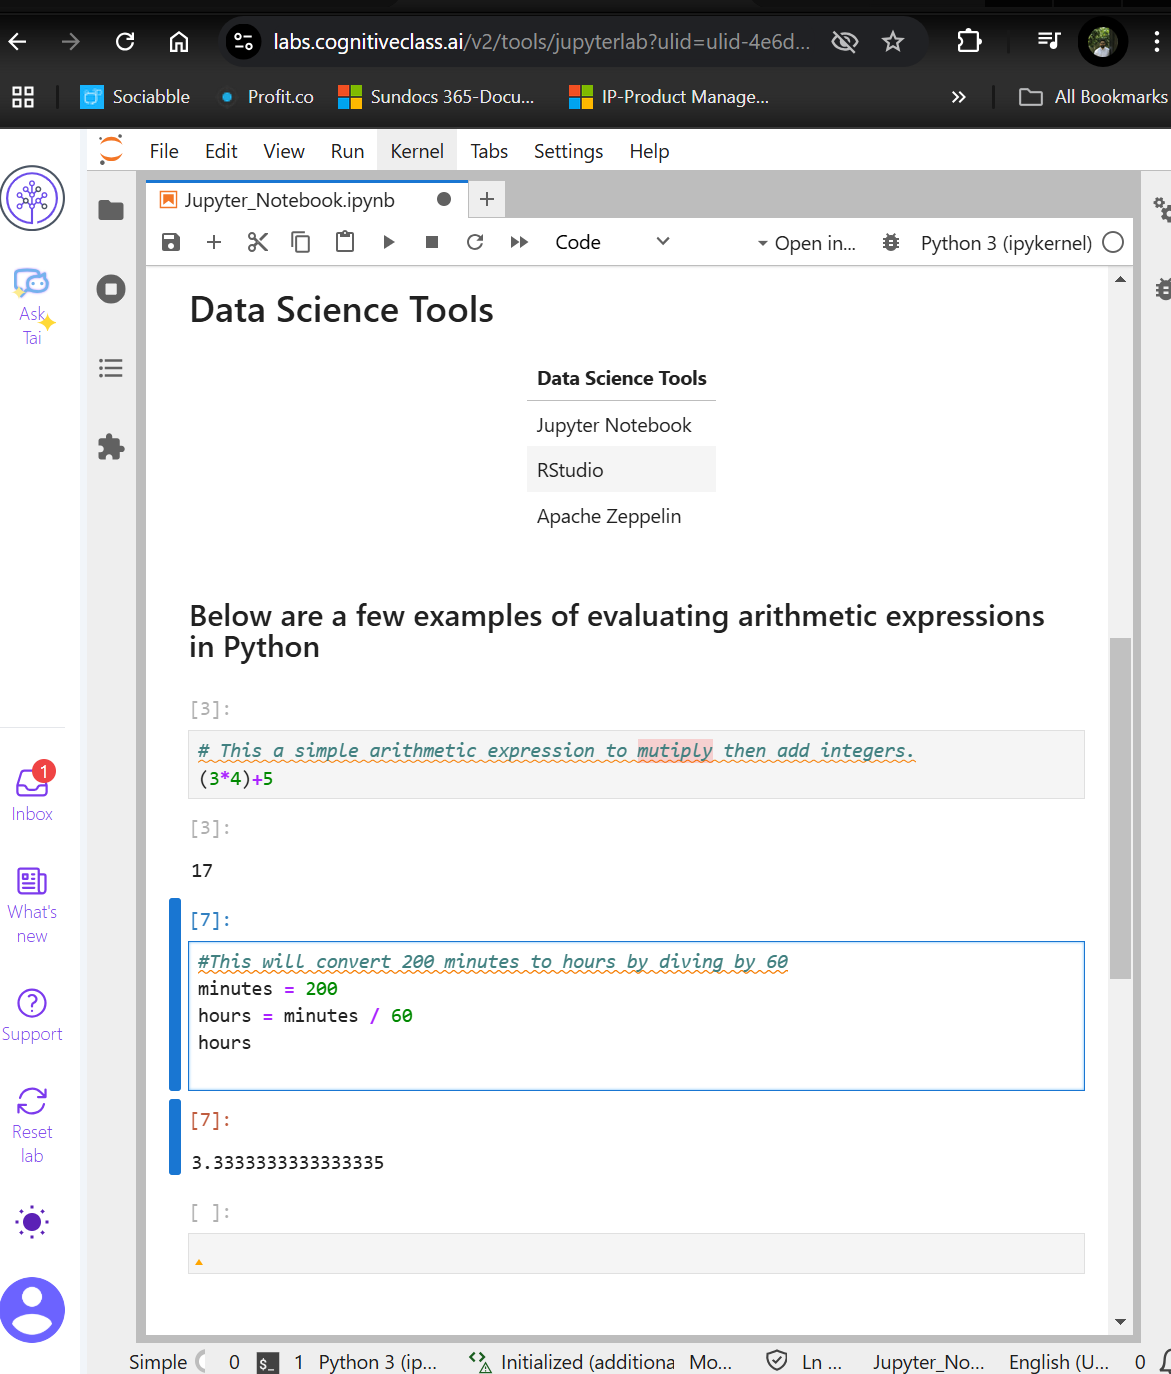 labs.cognitiveclass.ai/v2/tools/jupyterlab?ulid=ulid-4e6d...
Sociabble
Profit.co
Sundocs 365-Docu...
IP-Product Manage...
»
All Bookmarks
File Edit View Run Kernel Tabs Settings Help
Jupyter_Notebook.ipynb
Code
Open in...
Python 3 (ipykernel)
Ask
Tai
Data Science Tools
Data Science Tools
Jupyter Notebook
RStudio
Apache Zeppelin
Below are a few examples of evaluating arithmetic expressions
in Python
[3]:
# This a simple arithmetic expression to mutiply then add integers.
(3*4)+5
[3]:
17
[7]:
#This will convert 200 minutes to hours by diving by 60
minutes = 200
hours = minutes / 60
hours
[7]:
3.3333333333333335
[ ]:
1
Inbox
What's
new
Support
Reset
lab
Simple 0 $_ 1 Python 3 (ip... Initialized (additiona Mo... Ln ... Jupyter_No... English (U... 0